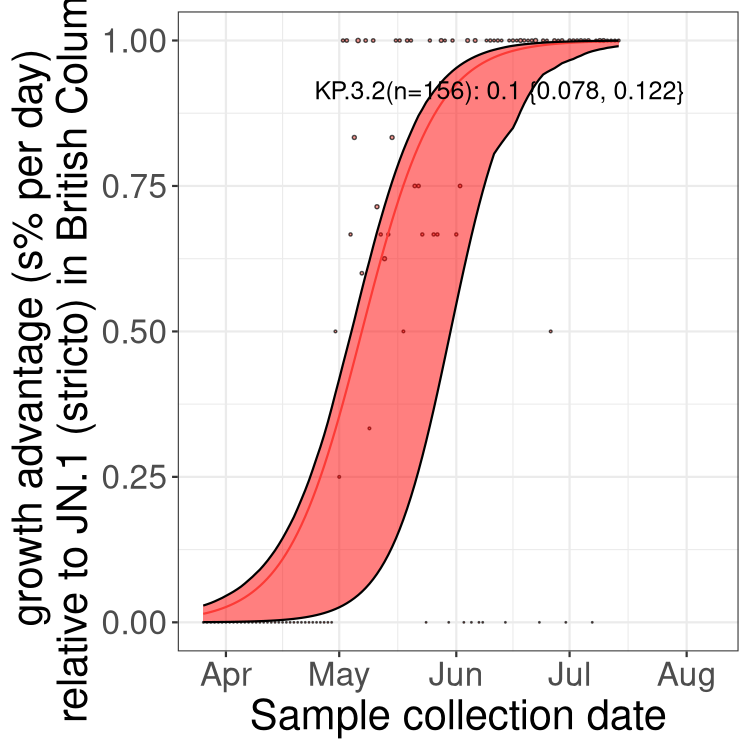 growth advantage (s% per day)
relative to JN.1 (stricto) in British Colum
1.00
0.75
0.50
0.25
0.00
KP.3.2(n=156): 0.1 {0.078, 0.122}
Apr May Jun Jul Aug
Sample collection date